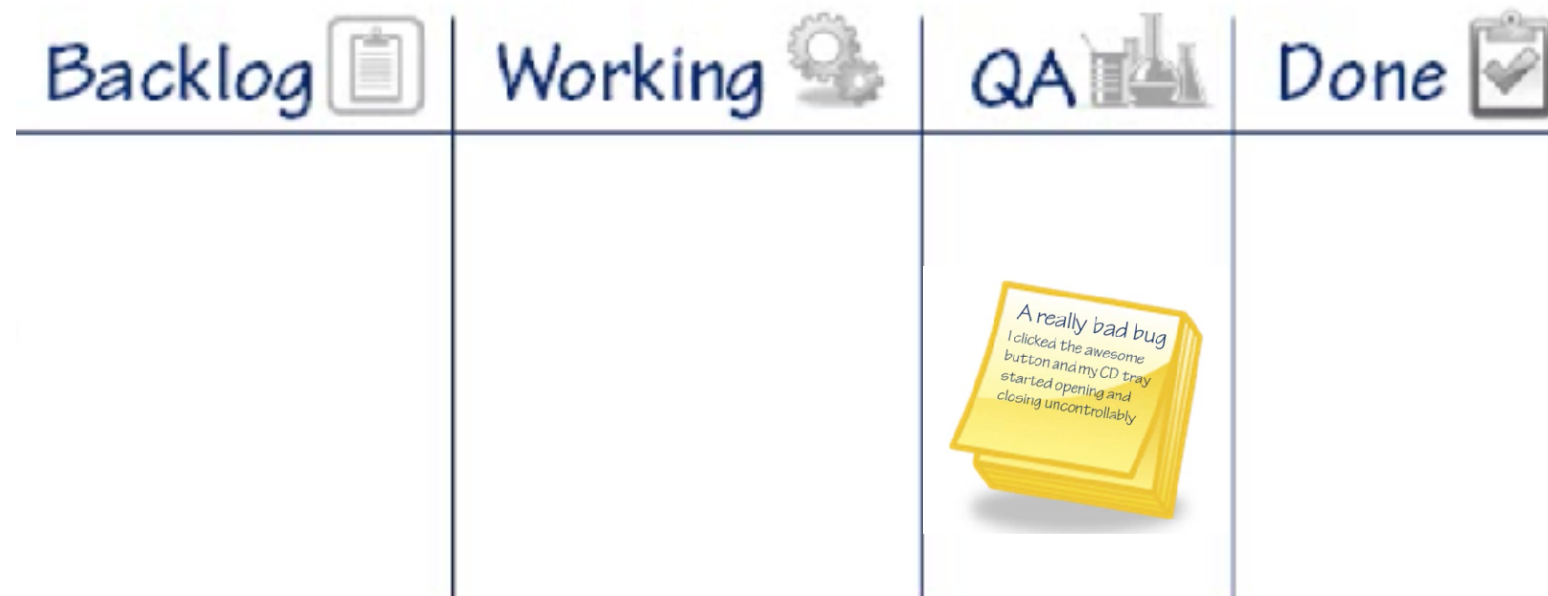 Backlog
Working
QA
Done
A really bad bug
I clicked the awesome
button and my CD tray
started opening and
closing uncontrollably